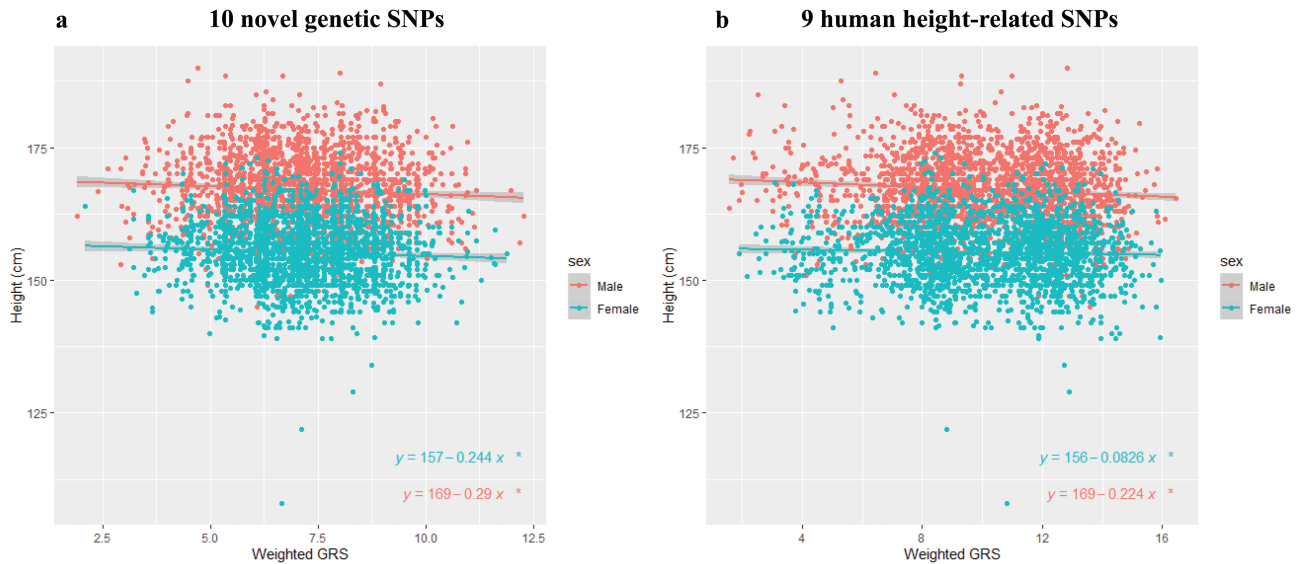 a 10 novel genetic SNPs
Height (cm)
175
150
125
y = 157 – 0.244 x *
y = 169 – 0.29 x *
2.5 5.0 7.5 10.0 12.5
Weighted GRS
sex
Male
Female
b 9 human height-related SNPs
Height (cm)
175
150
125
y = 156 – 0.0826 x *
y = 169 – 0.224 x *
4 8 12 16
Weighted GRS
sex
Male
Female